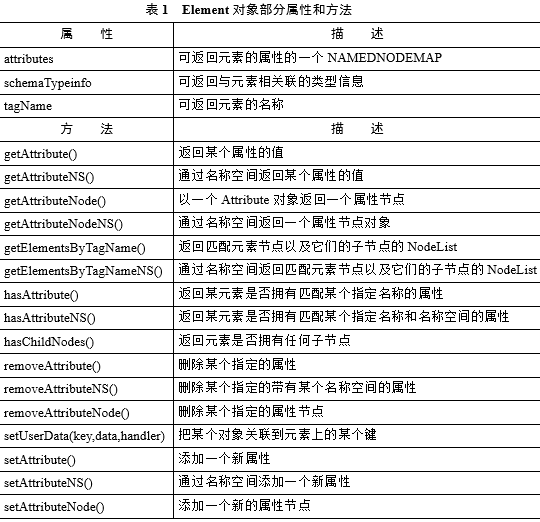 表 1 Element 对象部分属性和方法
属 性 描 述
attributes 可返回元素的属性的一个 NAMEDNODEMAP
schemaTypeinfo 可返回与元素相关联的类型信息
tagName 可返回元素的名称
方 法 描 述
getAttribute() 返回某个属性的值
getAttributeNS() 通过名称空间返回某个属性的值
getAttributeNode() 以一个 Attribute 对象返回一个属性节点
getAttributeNodeNS() 通过名称空间返回一个属性节点对象
getElementsByTagName() 返回匹配元素节点以及它们的子节点的 NodeList
getElementsByTagNameNS() 通过名称空间返回匹配元素节点以及它们的子节点的 NodeList
hasAttribute() 返回某元素是否拥有匹配某个指定名称的属性
hasAttributeNS() 返回某元素是否拥有匹配某个指定名称和名称空间的属性
hasChildNodes() 返回元素是否拥有任何子节点
removeAttribute() 删除某个指定的属性
removeAttributeNS() 删除某个指定的带有某个名称空间的属性
removeAttributeNode() 删除某个指定的属性节点
setUserData(key,data,handler) 把某个对象关联到元素上的某个键
setAttribute() 添加一个新属性
setAttributeNS() 通过名称空间添加一个新属性
setAttributeNode() 添加一个新的属性节点